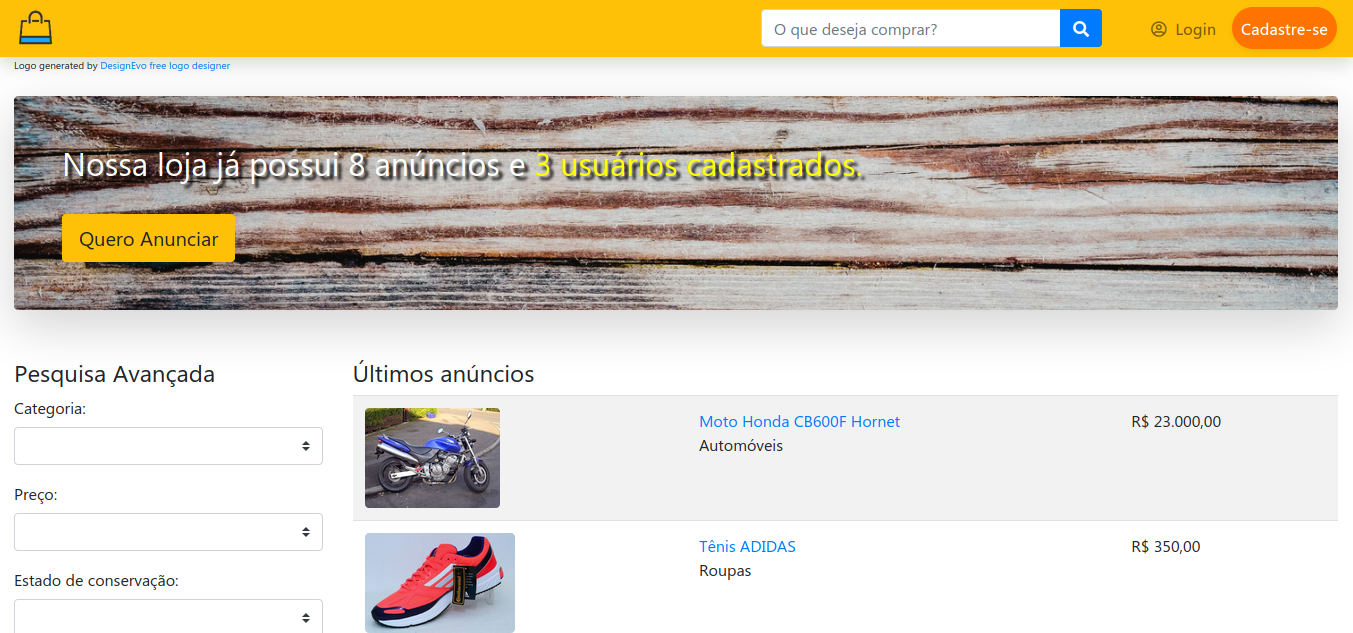 O que deseja comprar?
Login
Cadastre-se
Logo generated by DesignEvo free logo designer
Nossa loja já possui 8 anúncios e 3 usuários cadastrados.
Quero Anunciar
Pesquisa Avançada
Categoria:
Preço:
Estado de conservação:
Últimos anúncios
Moto Honda CB600F Hornet
R$ 23.000,00
Automóveis
Tênis ADIDAS
R$ 350,00
Roupas